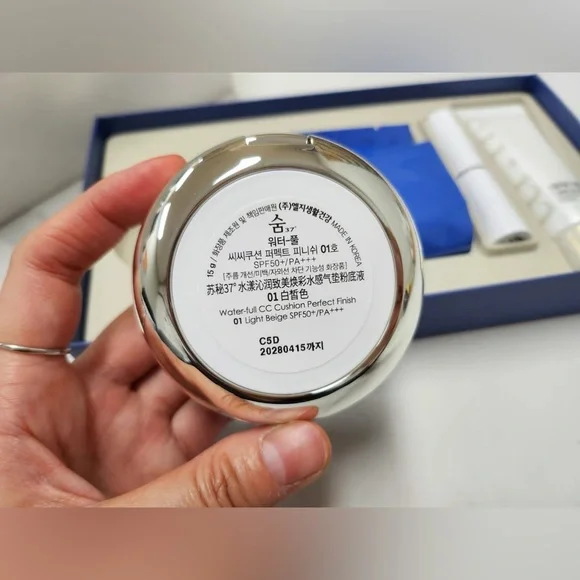 15 g / 화장품 제조원 및 책임판매원 (주)엘지생활건강 MADE IN KOREA
숨37°
워터-풀
씨씨쿠션 퍼펙트 피니쉬 01호
SPF50+/PA+++
[주름 개선/미백/자외선 차단 기능성 화장품]
苏秘37° 水漾沁润致美焕彩水感气垫粉底液
01 白皙色
Water-full CC Cushion Perfect Finish
01 Light Beige SPF50+/PA+++
C5D
20280415까지